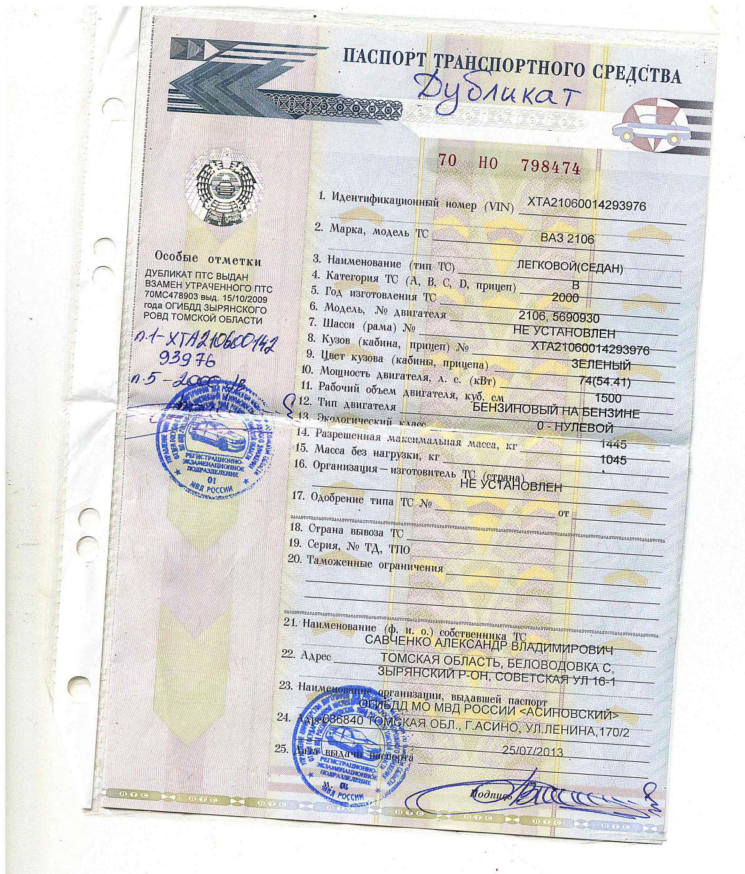 ПАСПОРТ ТРАНСПОРТНОГО СРЕДСТВА
Дубликат
70 НО 798474
1. Идентификационный номер (VIN) XTA21060014293976
2. Марка, модель ТС ВАЗ 2106
3. Наименование (тип ТС) ЛЕГКОВОЙ(СЕДАН)
4. Категория ТС (А, В, С, D, прицеп) В
5. Год изготовления ТС 2000
6. Модель, № двигателя 2106, 5690930
7. Шасси (рама) № НЕ УСТАНОВЛЕН
8. Кузов (кабина, прицеп) № XTA21060014293976
9. Цвет кузова (кабины, прицепа) ЗЕЛЕНЫЙ
10. Мощность двигателя, л. с. (кВт) 74(54.41)
11. Рабочий объем двигателя, куб. см 1500
12. Тип двигателя БЕНЗИНОВЫЙ НА БЕНЗИНЕ
13. Экологический класс 0 - НУЛЕВОЙ
14. Разрешенная максимальная масса, кг 1445
15. Масса без нагрузки, кг 1045
16. Организация—изготовитель ТС (страна)
НЕ УСТАНОВЛЕН
17. Одобрение типа ТС № от
18. Страна вывоза ТС
19. Серия, № ТД, ТПО
20. Таможенные ограничения
21. Наименование (ф. и. о.) собственника ТС
САВЧЕНКО АЛЕКСАНДР ВЛАДИМИРОВИЧ
22. Адрес ТОМСКАЯ ОБЛАСТЬ, БЕЛОВОДОВКА С,
ЗЫРЯНСКИЙ Р-ОН, СОВЕТСКАЯ УЛ 16-1
23. Наименование организации, выдавшей паспорт
ОГИБДД МО МВД РОССИИ <АСИНОВСКИЙ>
24. Адрес 636840 ТОМСКАЯ ОБЛ., Г.АСИНО, УЛ.ЛЕНИНА,170/2
25. Дата выдачи паспорта 25/07/2013
М.
Подпись
Особые отметки
ДУБЛИКАТ ПТС ВЫДАН
ВЗАМЕН УТРАЧЕННОГО ПТС
70МС478903 выд. 15/10/2009
года ОГИБДД ЗЫРЯНСКОГО
РОВД ТОМСКОЙ ОБЛАСТИ
п.1-XTA210600142
93976
п.5-2000
РЕГИСТРАЦИОННО-
ЭКЗАМЕНАЦИОННОЕ
ПОДРАЗДЕЛЕНИЕ
01
МВД РОССИИ
РЕГИСТРАЦИОННО-
ЭКЗАМЕНАЦИОННОЕ
ПОДРАЗДЕЛЕНИЕ
МВД РОССИИ
ПТС